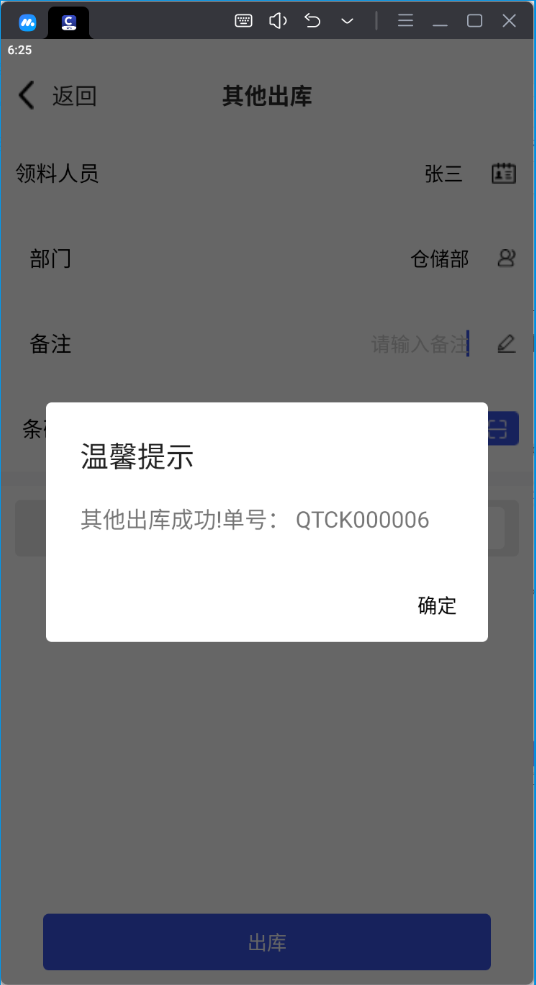 6:25
返回
其他出库
领料人员
张三
部门
仓储部
备注
请输入备注
条
温馨提示
其他出库成功!单号： QTCK000006
确定
出库